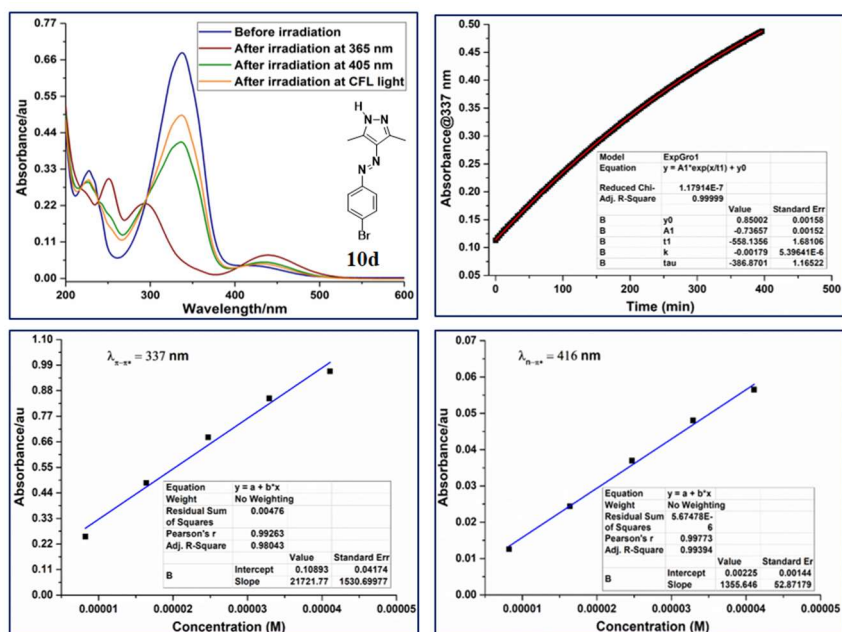 0.77
0.66
0.55
0.44
0.33
0.22
0.11
0.00
Absorbance/au
200 300 400 500 600
Wavelength/nm
Before irradiation
After irradiation at 365 nm
After irradiation at 405 nm
After irradiation at CFL light
H
N N
N
N
Br
10d
0.50
0.45
0.40
0.35
0.30
0.25
0.20
0.15
0.10
0.05
Absorbance@337 nm
0 100 200 300 400 500
Time (min)
Model ExpGro1
Equation y = A1*exp(x/t1) + y0
Reduced Chi- 1.17914E-7
Adj. R-Square 0.99999
Value Standard Err
B y0 0.85002 0.00158
B A1 -0.73657 0.00152
B t1 -558.1356 1.68106
B k -0.00179 5.39641E-6
B tau -386.8701 1.16522
1.10
0.99
0.88
0.77
0.66
0.55
0.44
0.33
0.22
0.11
0.00
Absorbance/au
λπ-π* = 337 nm
Equation y = a + b*x
Weight No Weighting
Residual Sum 0.00476
of Squares
Pearson's r 0.99263
Adj. R-Square 0.98043
Value Standard Err
B Intercept 0.10893 0.04174
Slope 21721.77 1530.69977
0.00001 0.00002 0.00003 0.00004 0.00005
Concentration (M)
0.07
0.06
0.05
0.04
0.03
0.02
0.01
0.00
Absorbance/au
λn-π* = 416 nm
Equation y = a + b*x
Weight No Weighting
Residual Sum 5.67478E-
of Squares 6
Pearson's r 0.99773
Adj. R-Square 0.99394
Value Standard Er
B Intercept 0.00225 0.00144
Slope 1355.646 52.87179
0.00001 0.00002 0.00003 0.00004 0.00005
Concentration (M)